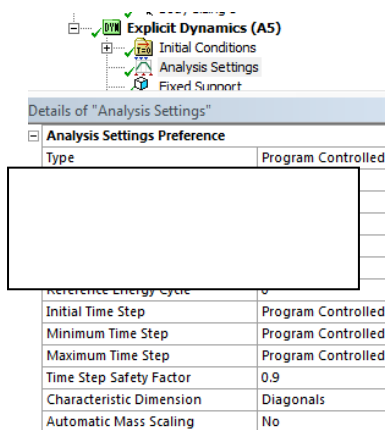 Explicit Dynamics (A5)
Initial Conditions
Analysis Settings
Fixed Support
Details of "Analysis Settings"
Analysis Settings Preference
Type Program Controlled
Reference Energy Cycle 0
Initial Time Step Program Controlled
Minimum Time Step Program Controlled
Maximum Time Step Program Controlled
Time Step Safety Factor 0.9
Characteristic Dimension Diagonals
Automatic Mass Scaling No